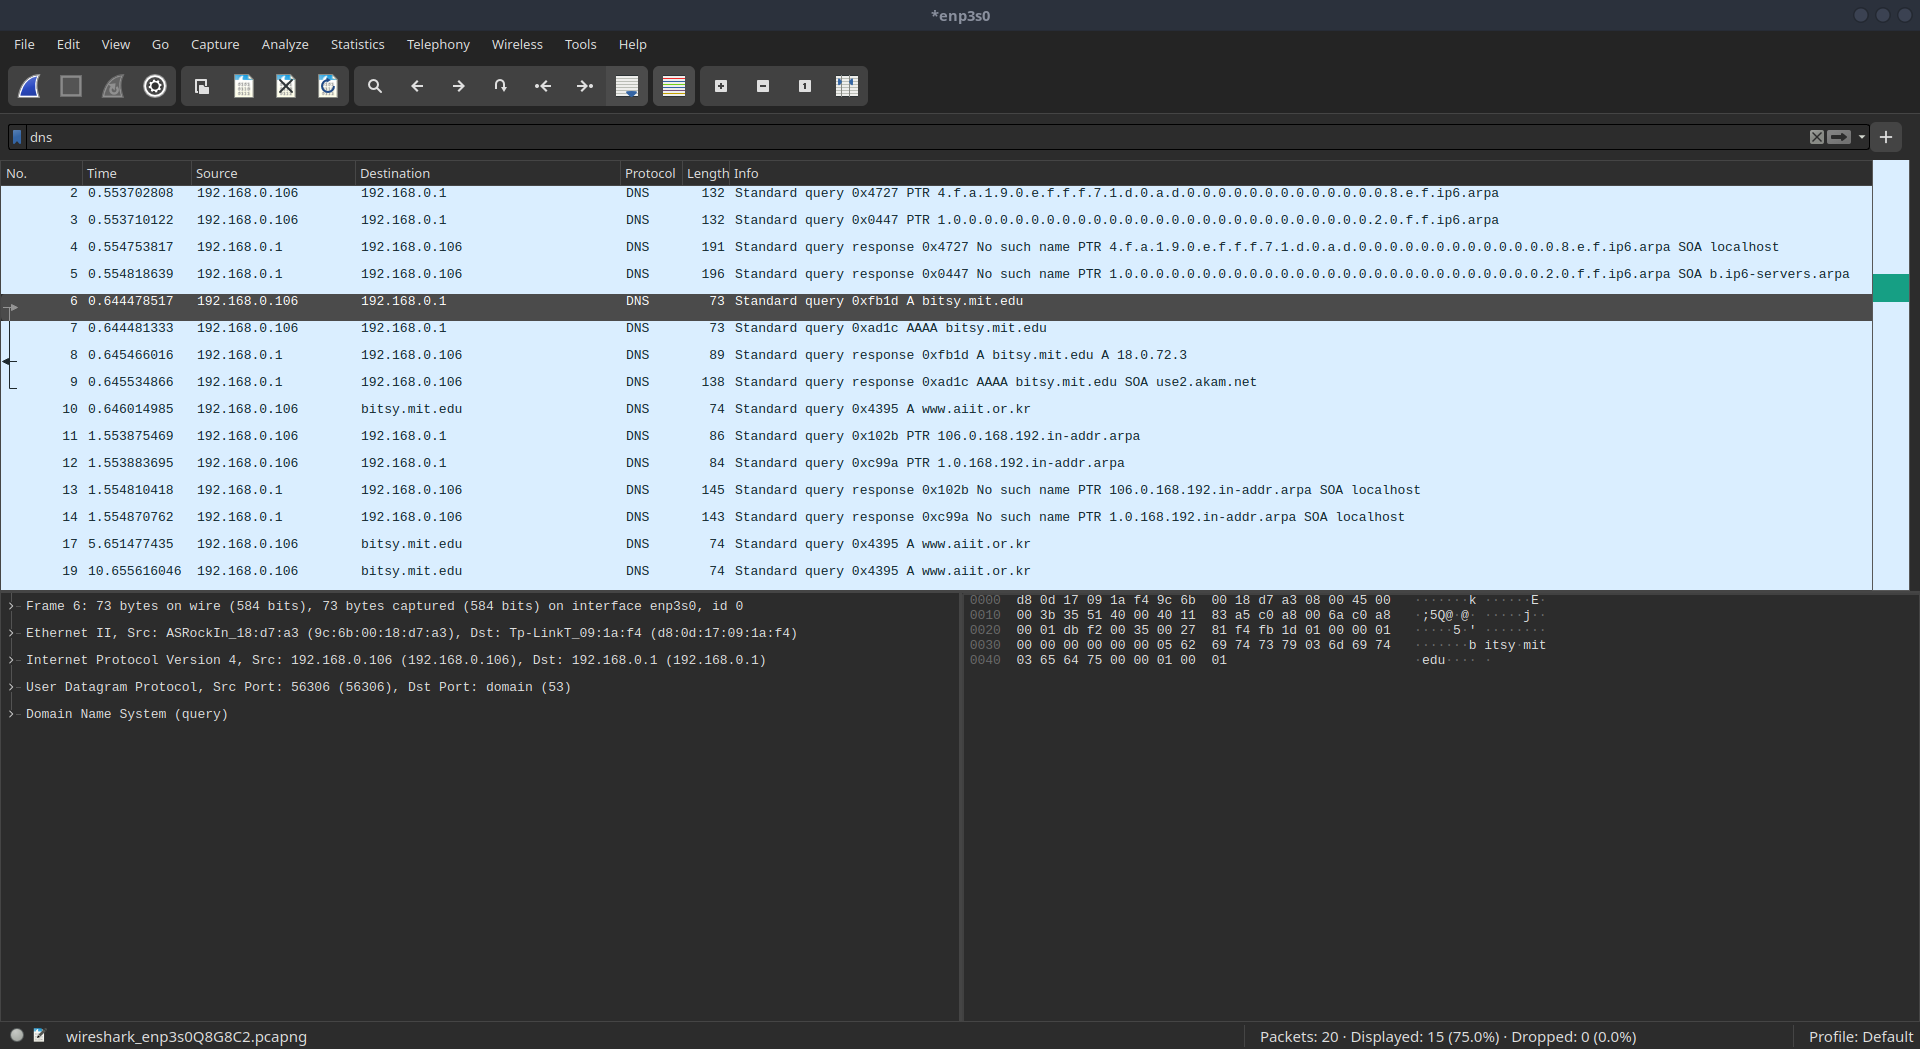 *enp3s0
File Edit View Go Capture Analyze Statistics Telephony Wireless Tools Help
dns
No. Time Source Destination Protocol Length Info
2 0.553702808 192.168.0.106 192.168.0.1 DNS 132 Standard query 0x4727 PTR 4.f.a.1.9.0.e.f.f.f.7.1.d.0.a.d.0.0.0.0.0.0.0.0.0.0.0.0.0.8.e.f.ip6.arpa
3 0.553710122 192.168.0.106 192.168.0.1 DNS 132 Standard query 0x0447 PTR 1.0.0.0.0.0.0.0.0.0.0.0.0.0.0.0.0.0.0.0.0.0.0.0.0.0.0.0.2.0.f.f.ip6.arpa
4 0.554753817 192.168.0.1 192.168.0.106 DNS 191 Standard query response 0x4727 No such name PTR 4.f.a.1.9.0.e.f.f.f.7.1.d.0.a.d.0.0.0.0.0.0.0.0.0.0.0.0.0.8.e.f.ip6.arpa SOA localhost
5 0.554818639 192.168.0.1 192.168.0.106 DNS 196 Standard query response 0x0447 No such name PTR 1.0.0.0.0.0.0.0.0.0.0.0.0.0.0.0.0.0.0.0.0.0.0.0.0.0.0.0.2.0.f.f.ip6.arpa SOA b.ip6-servers.arpa
6 0.644478517 192.168.0.106 192.168.0.1 DNS 73 Standard query 0xfb1d A bitsy.mit.edu
7 0.644481333 192.168.0.106 192.168.0.1 DNS 73 Standard query 0xad1c AAAA bitsy.mit.edu
8 0.645466016 192.168.0.1 192.168.0.106 DNS 89 Standard query response 0xfb1d A bitsy.mit.edu A 18.0.72.3
9 0.645534866 192.168.0.1 192.168.0.106 DNS 138 Standard query response 0xad1c AAAA bitsy.mit.edu SOA use2.akam.net
10 0.646014985 192.168.0.106 bitsy.mit.edu DNS 74 Standard query 0x4395 A www.aiit.or.kr
11 1.553875469 192.168.0.106 192.168.0.1 DNS 86 Standard query 0x102b PTR 106.0.168.192.in-addr.arpa
12 1.553883695 192.168.0.106 192.168.0.1 DNS 84 Standard query 0xc99a PTR 1.0.168.192.in-addr.arpa
13 1.554810418 192.168.0.1 192.168.0.106 DNS 145 Standard query response 0x102b No such name PTR 106.0.168.192.in-addr.arpa SOA localhost
14 1.554870762 192.168.0.1 192.168.0.106 DNS 143 Standard query response 0xc99a No such name PTR 1.0.168.192.in-addr.arpa SOA localhost
17 5.651477435 192.168.0.106 bitsy.mit.edu DNS 74 Standard query 0x4395 A www.aiit.or.kr
19 10.655616046 192.168.0.106 bitsy.mit.edu DNS 74 Standard query 0x4395 A www.aiit.or.kr
Frame 6: 73 bytes on wire (584 bits), 73 bytes captured (584 bits) on interface enp3s0, id 0
Ethernet II, Src: ASRockIn_18:d7:a3 (9c:6b:00:18:d7:a3), Dst: Tp-LinkT_09:1a:f4 (d8:0d:17:09:1a:f4)
Internet Protocol Version 4, Src: 192.168.0.106 (192.168.0.106), Dst: 192.168.0.1 (192.168.0.1)
User Datagram Protocol, Src Port: 56306 (56306), Dst Port: domain (53)
Domain Name System (query)
0000 d8 0d 17 09 1a f4 9c 6b 00 18 d7 a3 08 00 45 00 ·······k ······E·
0010 00 3b 35 51 40 00 40 11 83 a5 c0 a8 00 6a c0 a8 ·;5Q@·@· ·····j··
0020 00 01 db f2 00 35 00 27 81 f4 fb 1d 01 00 00 01 ·····5·' ········
0030 00 00 00 00 00 00 05 62 69 74 73 79 03 6d 69 74 ·······b itsy·mit
0040 03 65 64 75 00 00 01 00 01 ·edu···· ·
wireshark_enp3s0Q8G8C2.pcapng
Packets: 20 · Displayed: 15 (75.0%) · Dropped: 0 (0.0%)
Profile: Default